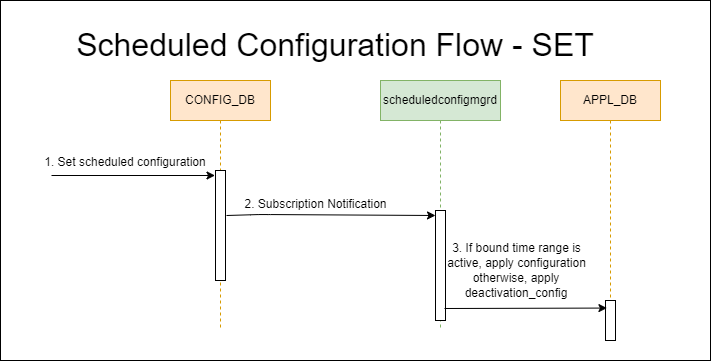 Scheduled Configuration Flow - SET
CONFIG_DB
scheduledconfigmgrd
APPL_DB
1. Set scheduled configuration
2. Subscription Notification
3. If bound time range is
active, apply configuration
otherwise, apply
deactivation_config